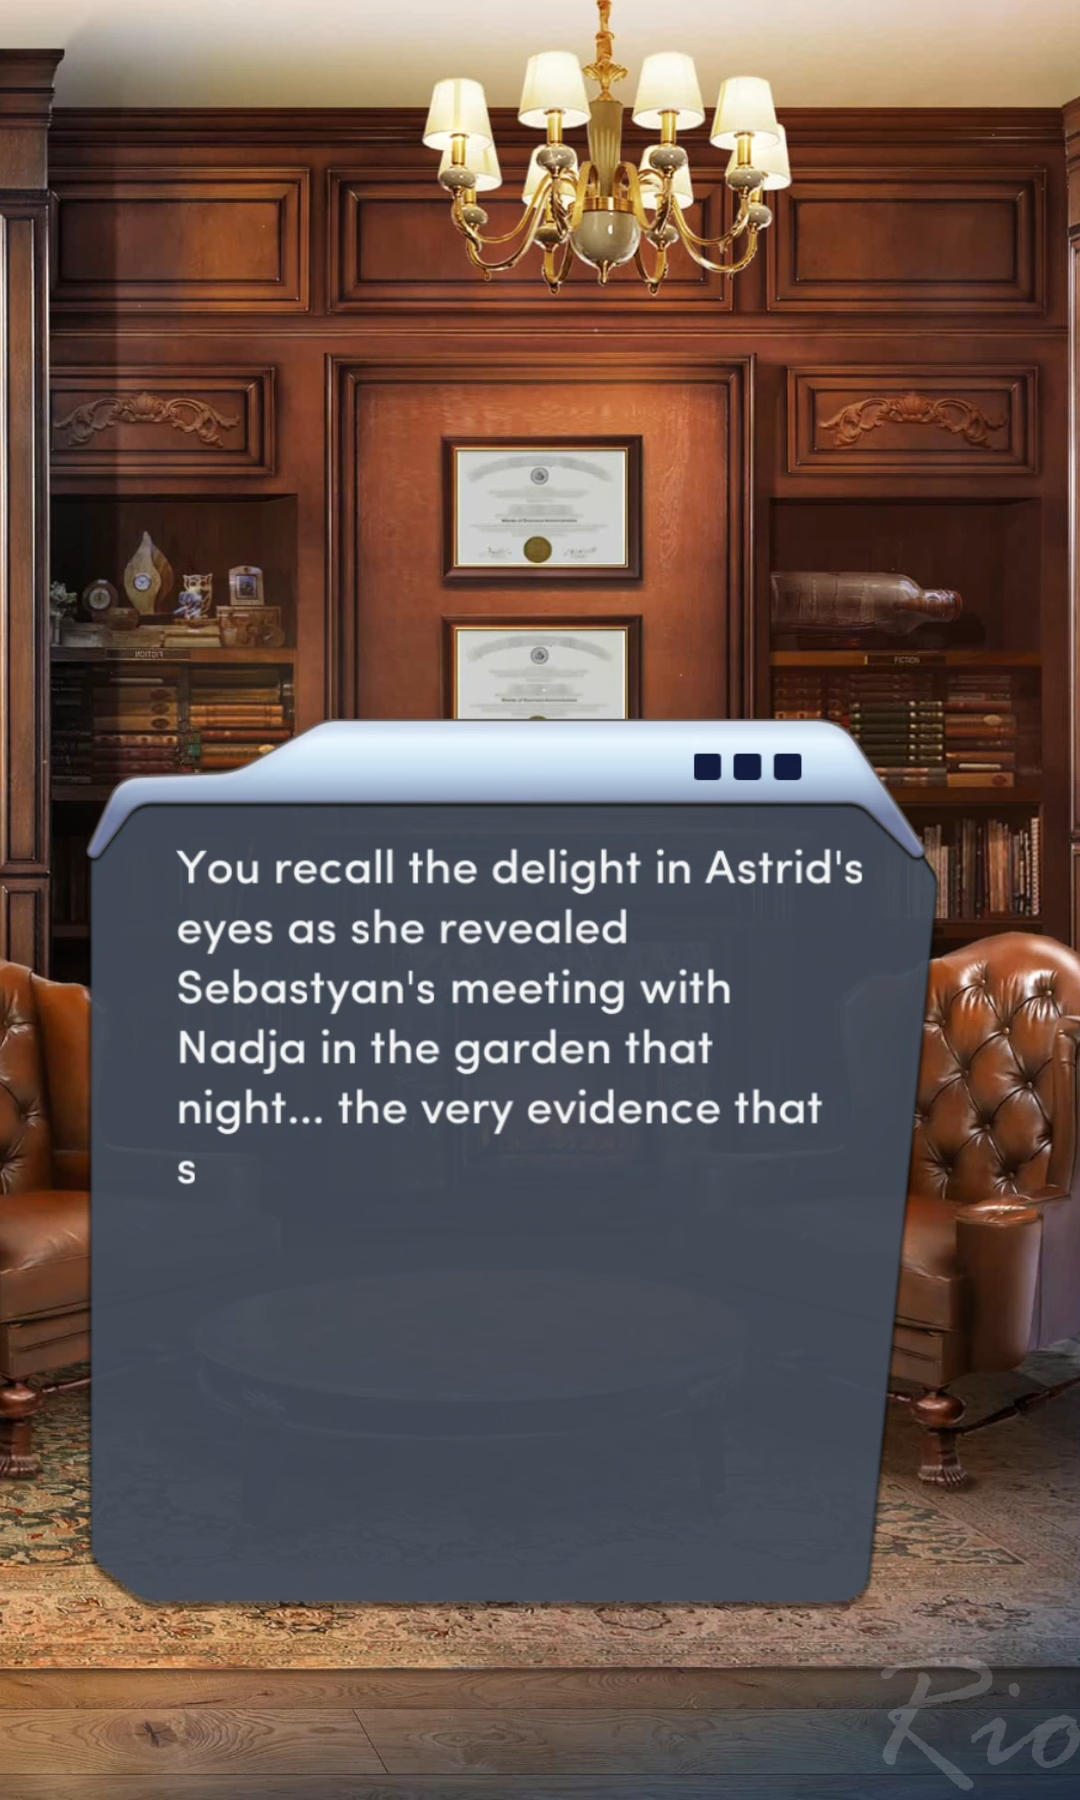 FICTION
You recall the delight in Astrid's
eyes as she revealed
Sebastyan's meeting with
Nadja in the garden that
night... the very evidence that
s
Rio